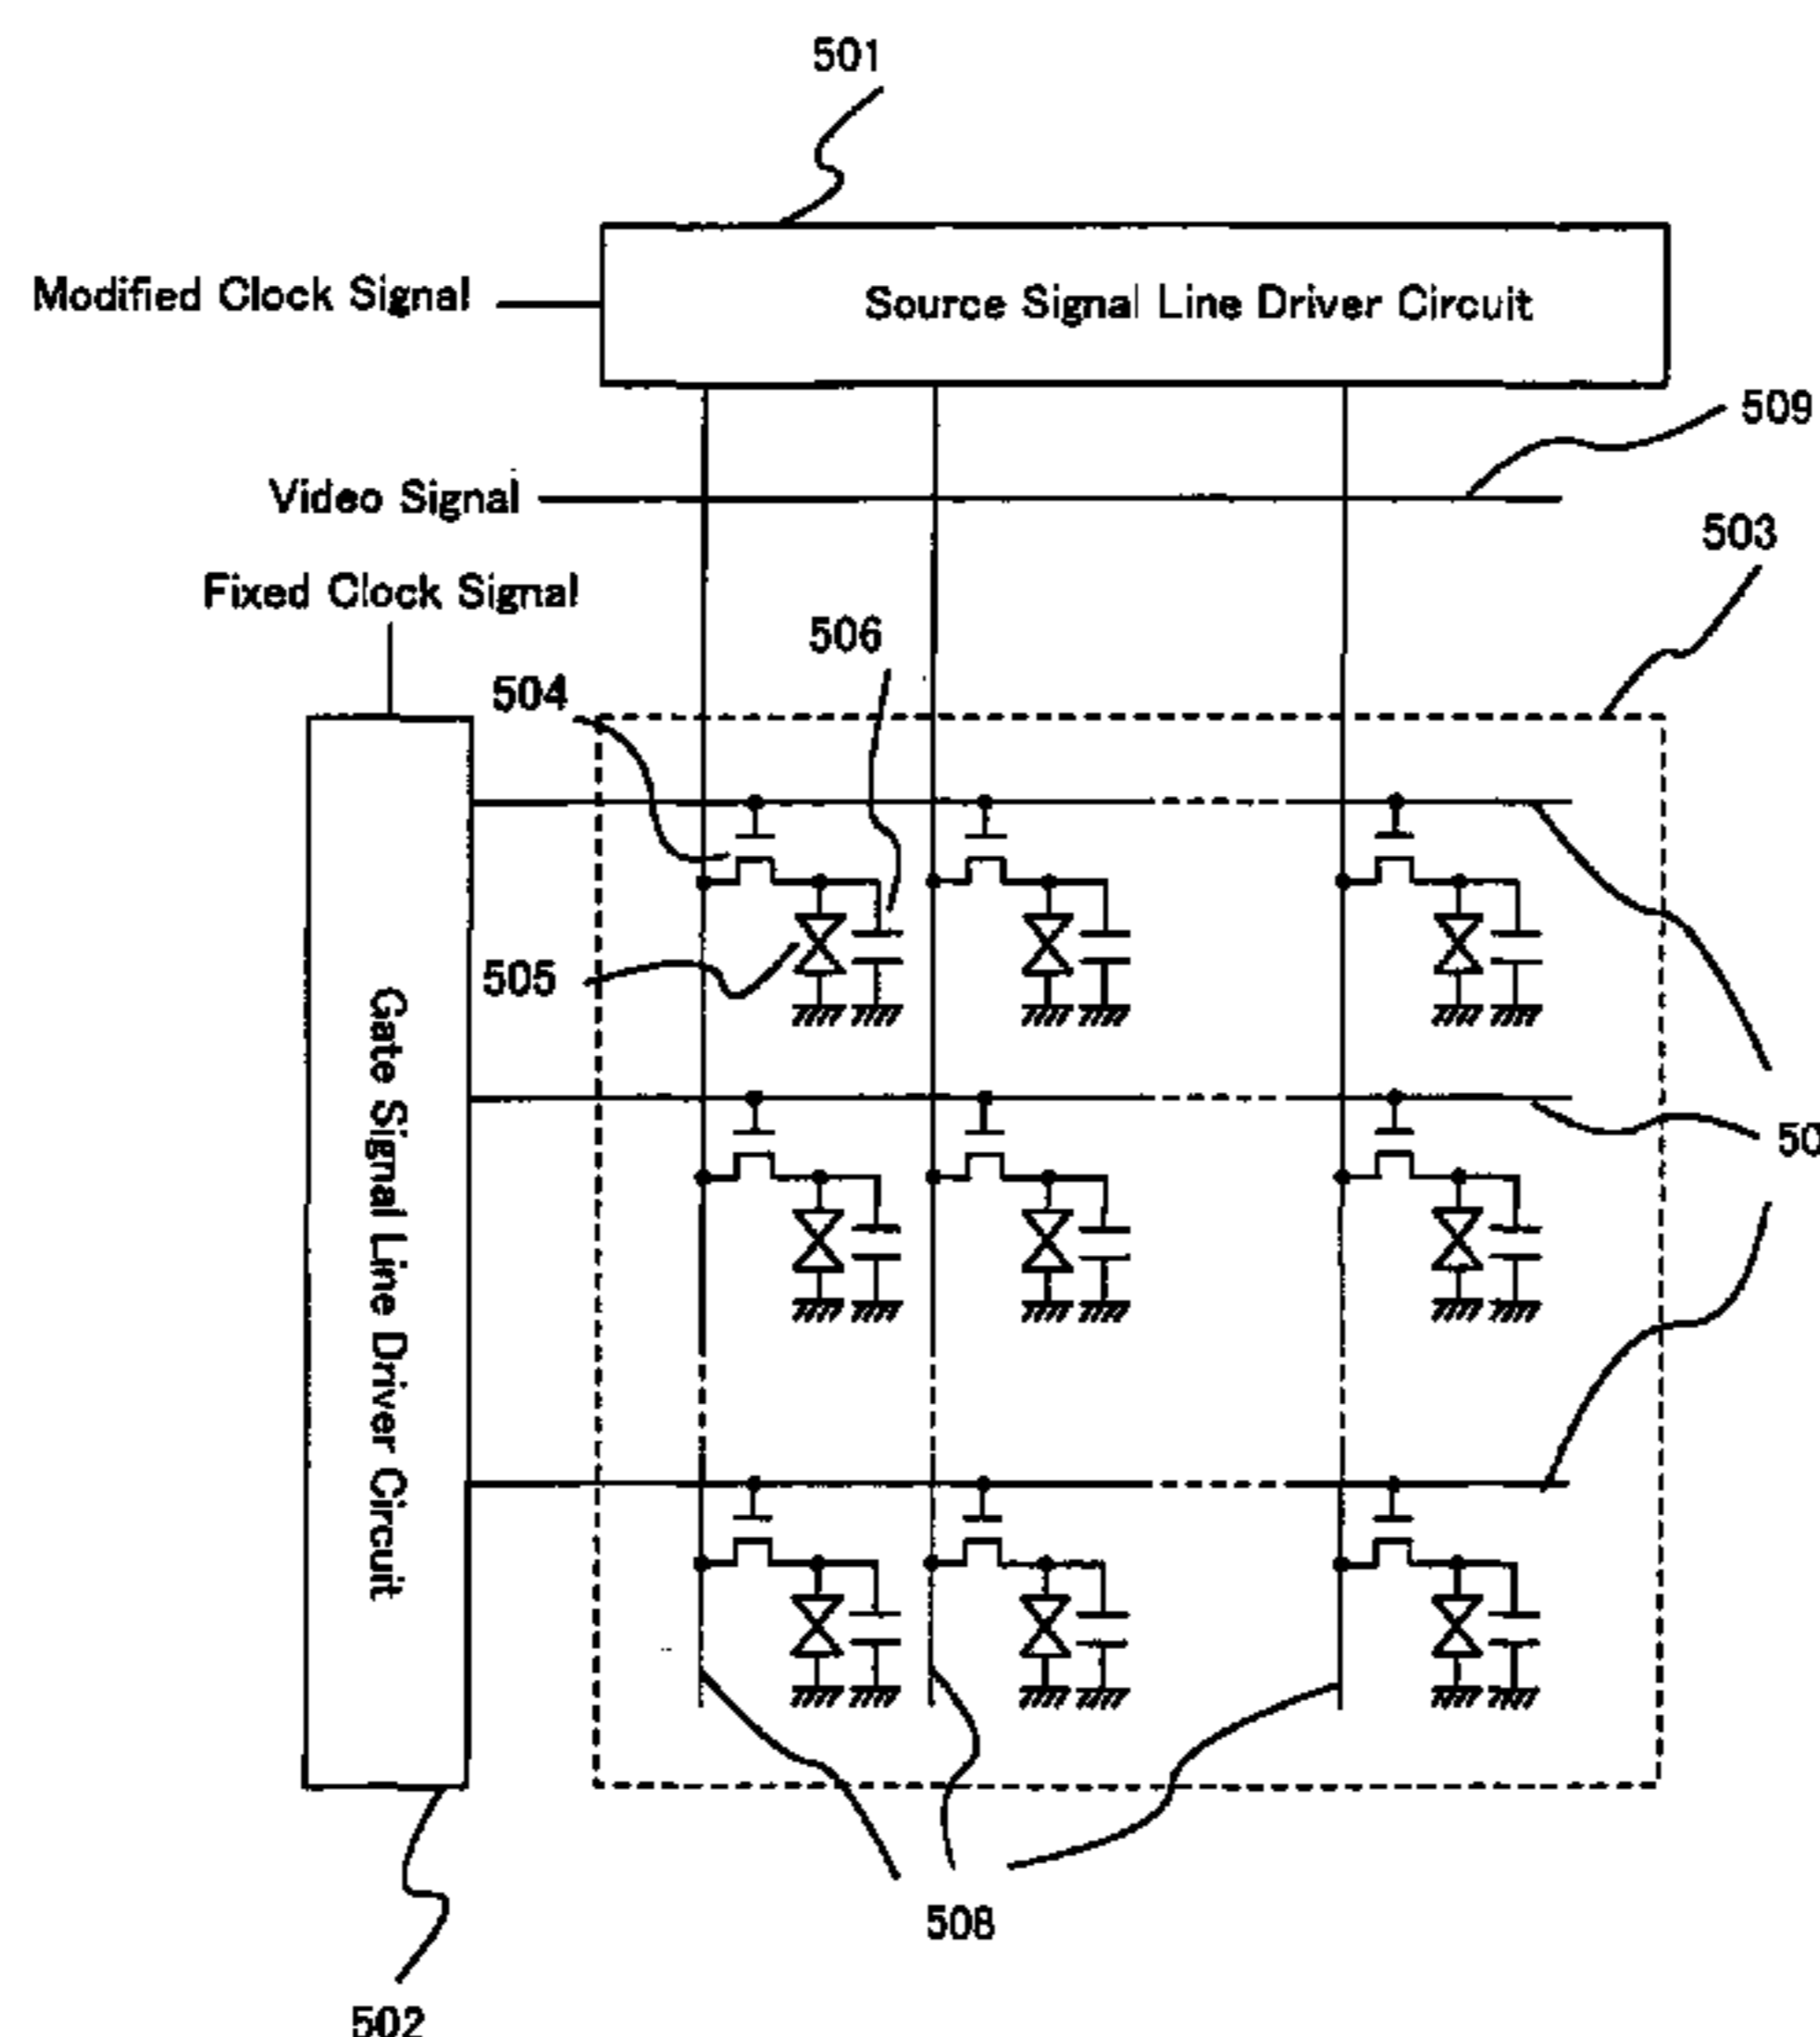 501
Modified Clock Signal
Source Signal Line Driver Circuit
509
Video Signal
503
Fixed Clock Signal
506
504
505
Gate Signal Line Driver Circuit
508
502